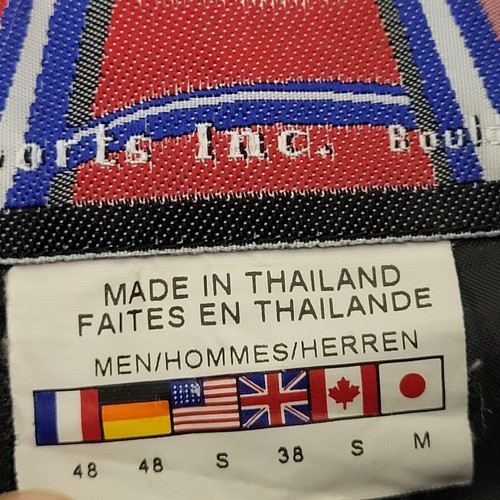 orts Inc. Boul
MADE IN THAILAND
FAITES EN THAILANDE
MEN/HOMMES/HERREN
48 48 S 38 S M